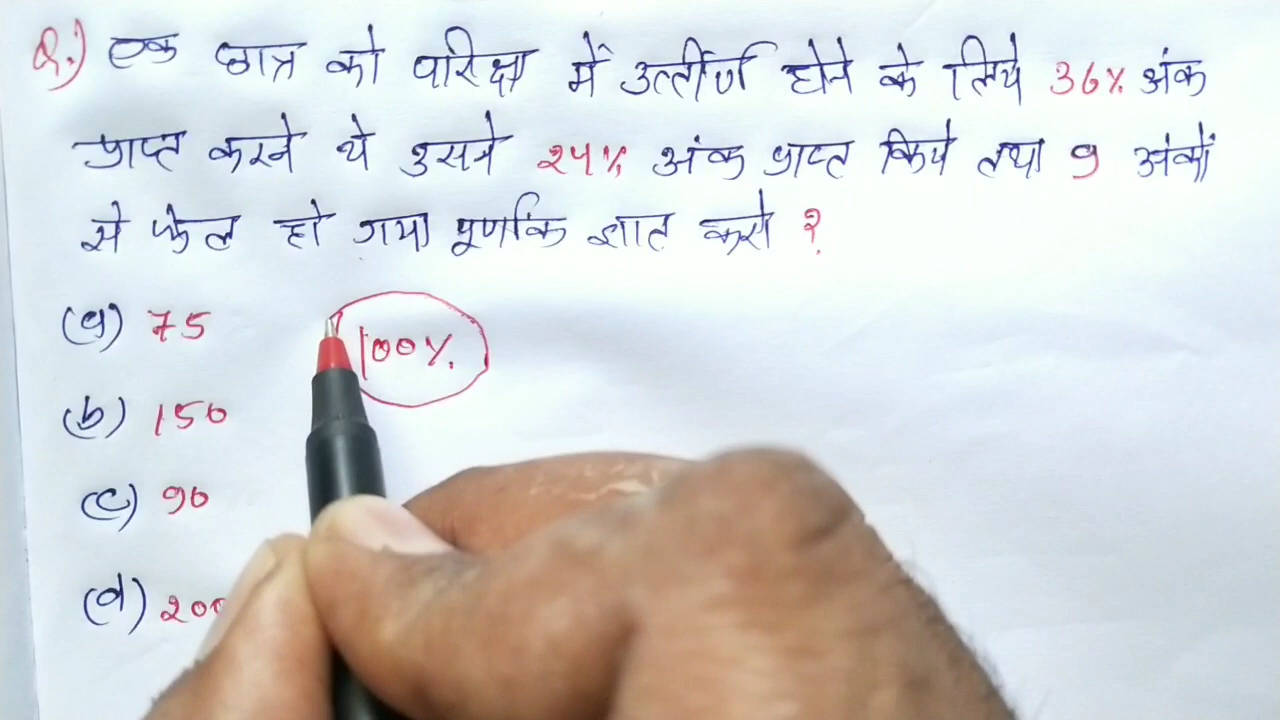 Q.) एक छात्र को परिक्षा में उत्तीर्ण होने के लिये 36% अंक
प्राप्त करने थे उसने 24% अंक प्राप्त किये तथा 9 अंकों
से फेल हो गया पूर्णांक ज्ञात करो ?
(a) 75
100%
(b) 150
(c) 90
(d) 200